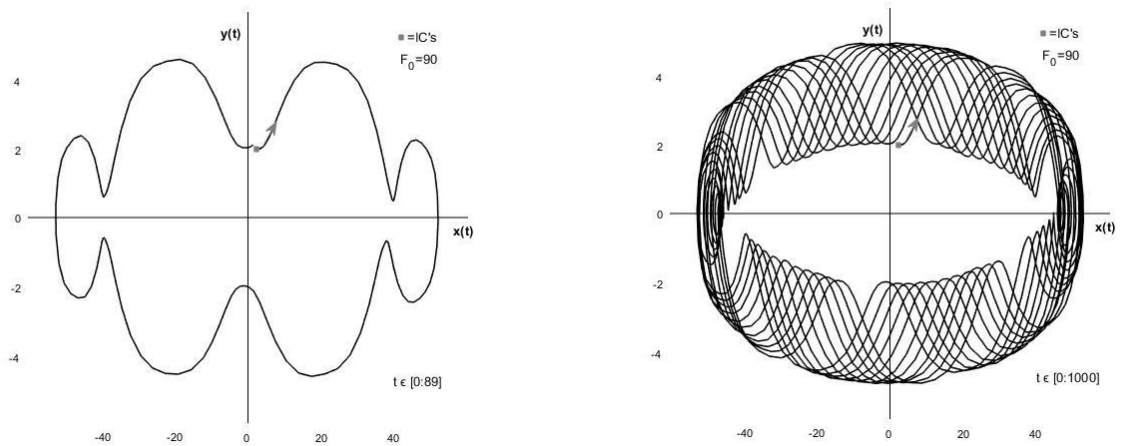 y(t)
■ =IC's
F₀=90
4
2
0
x(t)
-2
-4
t ϵ [0:89]
-40 -20 0 20 40
y(t)
■ =IC's
F₀=90
4
2
0
x(t)
-2
-4
t ϵ [0:1000]
-40 -20 0 20 40